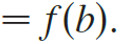 = f(b).